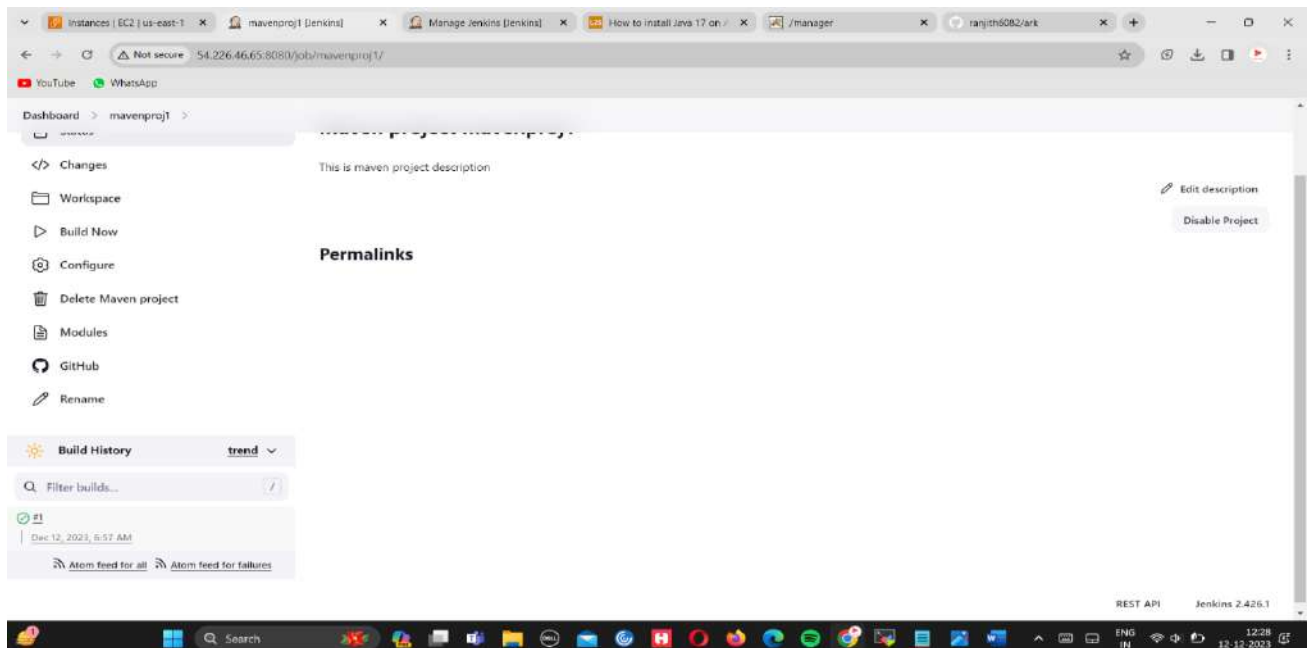 Instances | EC2 | us-east-1
mavenproj1 [Jenkins]
Manage Jenkins [Jenkins]
How to install Java 17 on
/manager
ranjith6082/ark
Not secure 54.226.46.65:8080/job/mavenproj1/
YouTube WhatsApp
Dashboard > mavenproj1 >
Status
maven project mavenproj1
Changes
This is maven project description
Workspace
Edit description
Build Now
Disable Project
Permalinks
Configure
Delete Maven project
Modules
GitHub
Rename
Build History trend
Filter builds... /
#1
Dec 12, 2023, 6:57 AM
Atom feed for all Atom feed for failures
REST API Jenkins 2.426.1
Search
ENG
IN
12:28
12-12-2023